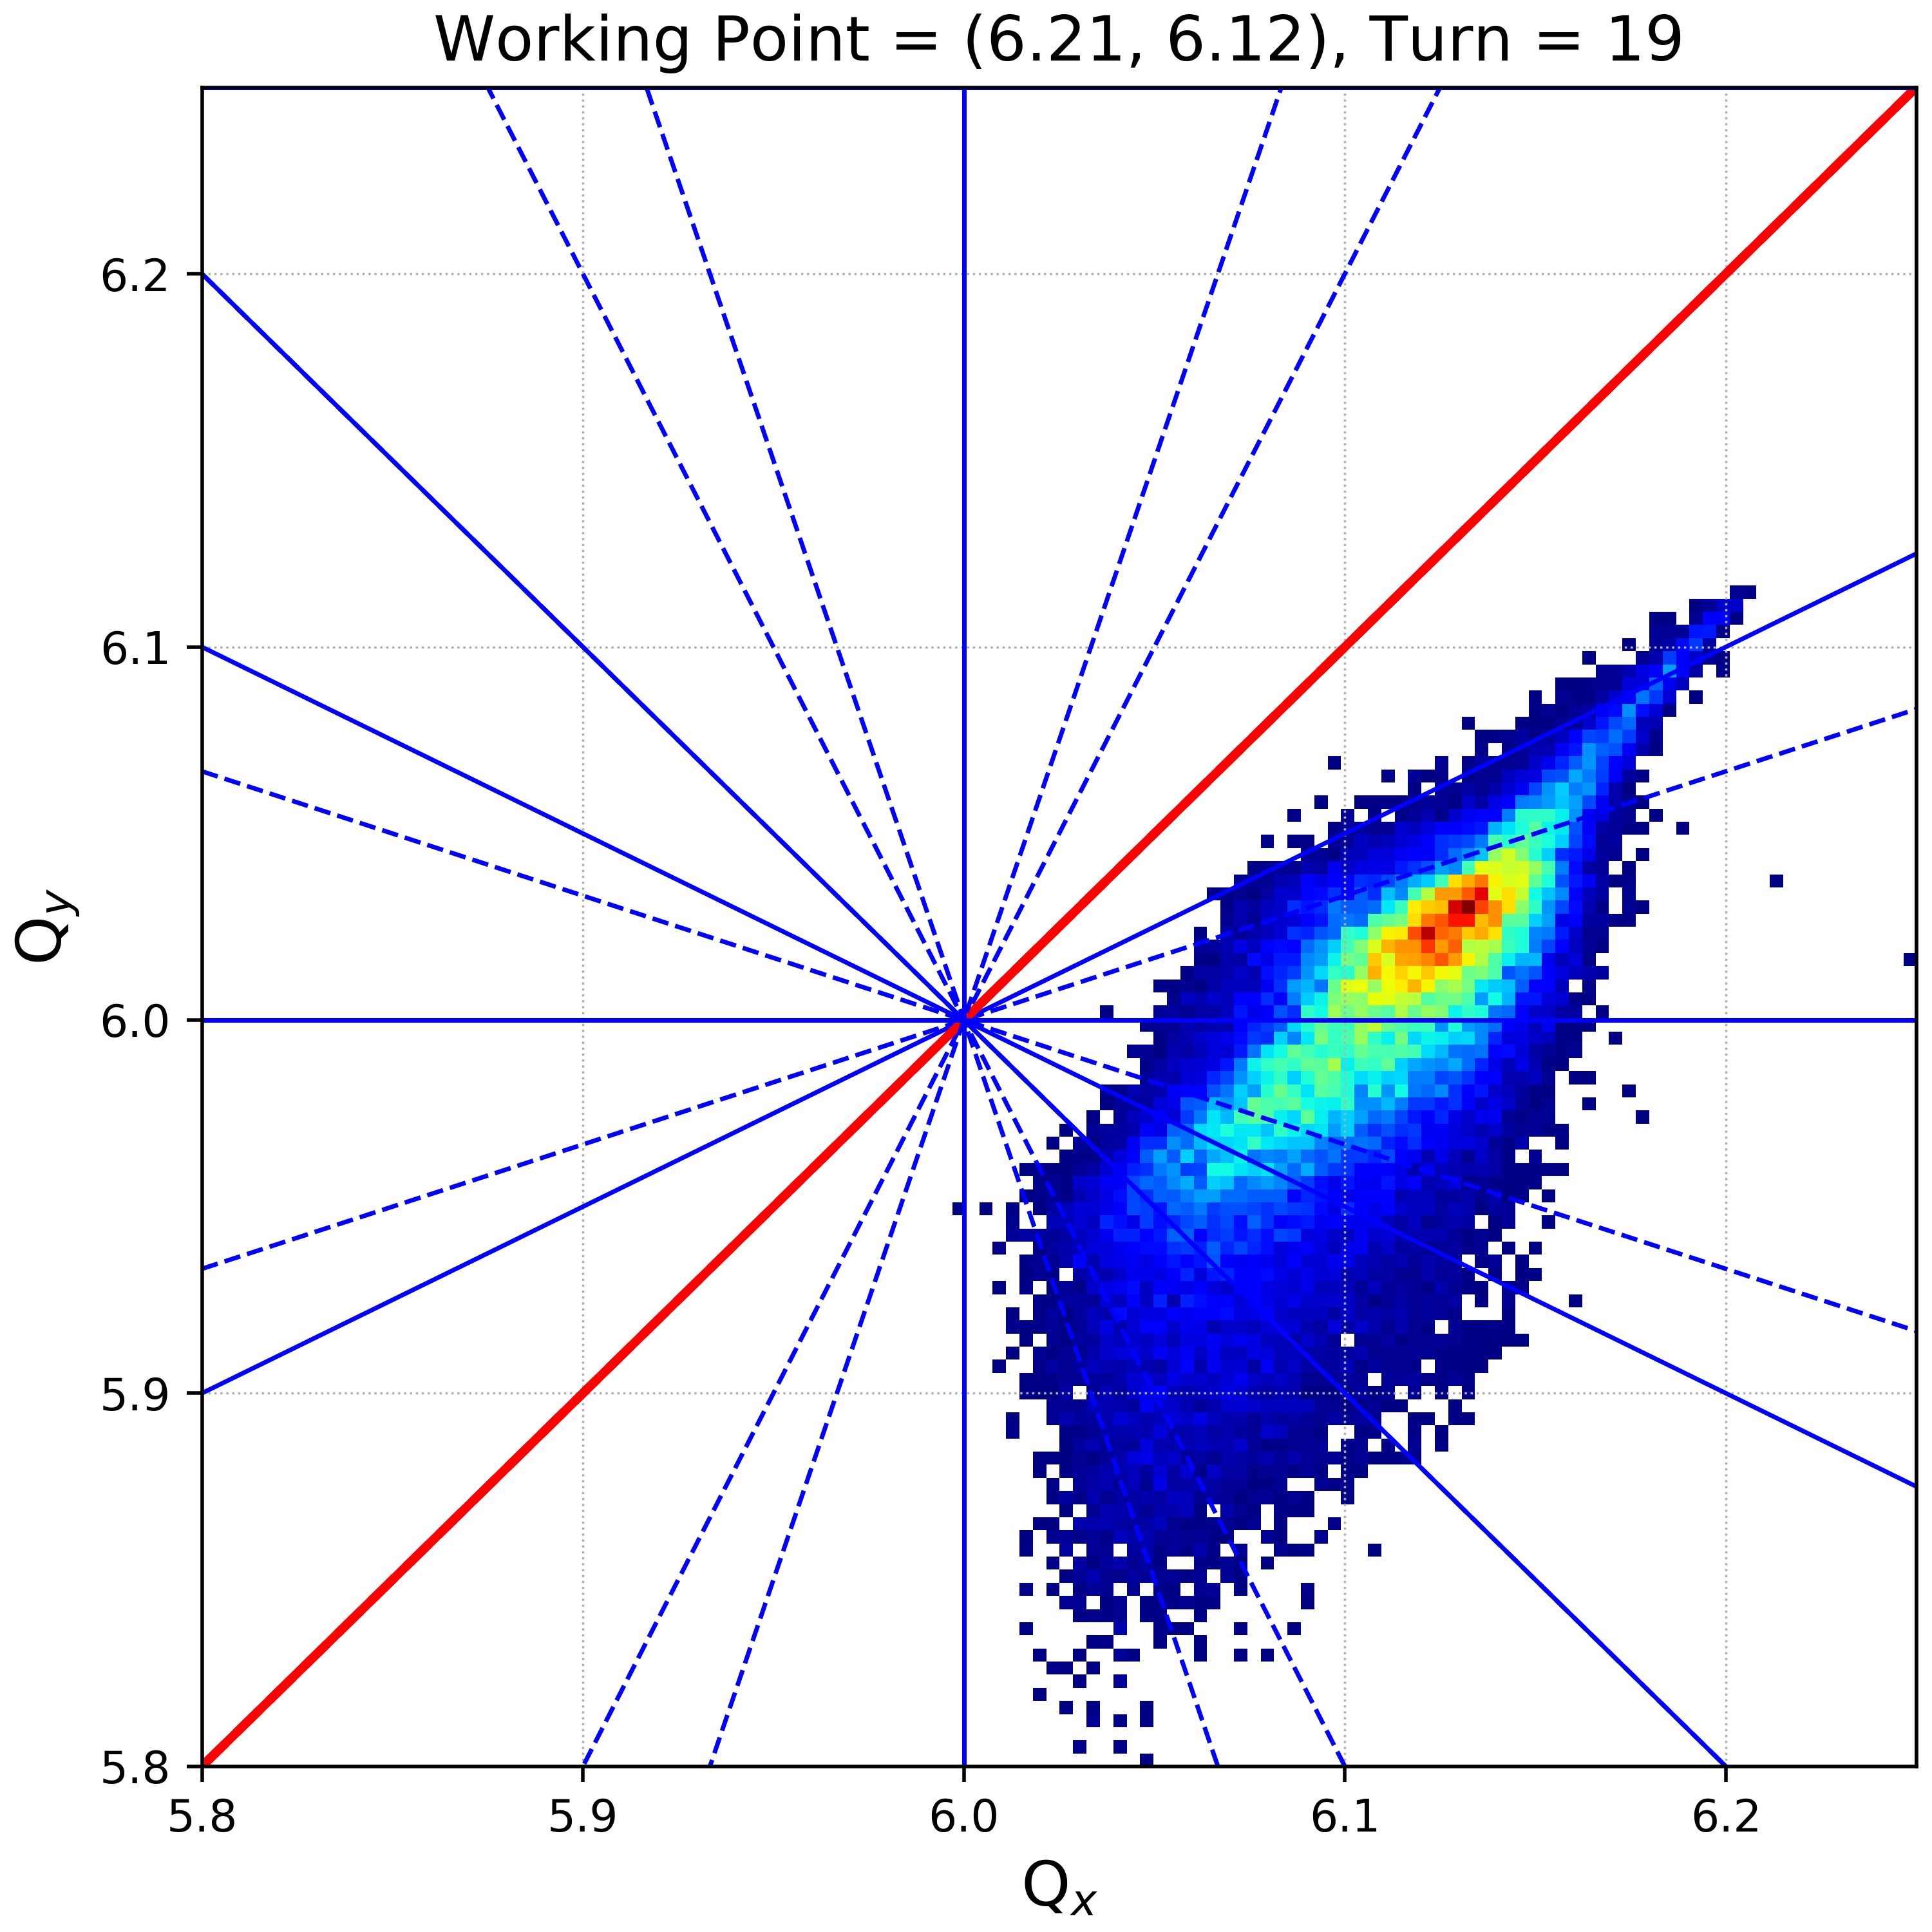 Working Point = (6.21, 6.12), Turn = 19
6.2
6.1
6.0
5.9
5.8
Qy
5.8 5.9 6.0 6.1 6.2
Qx